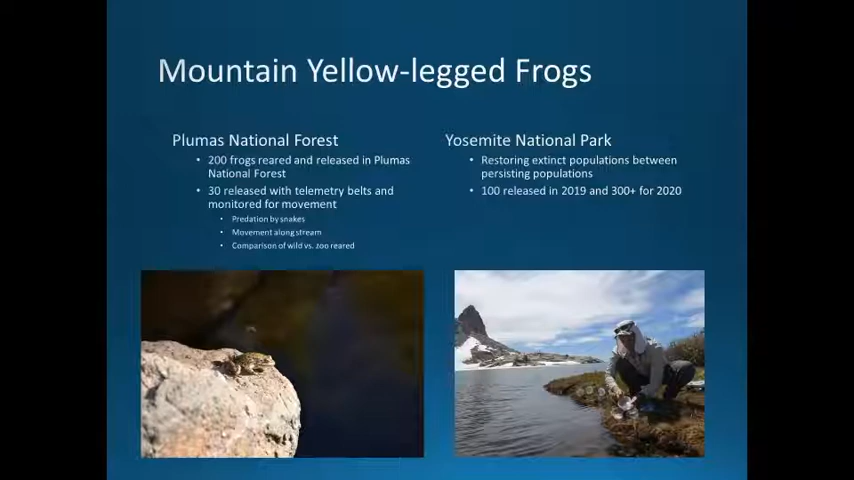 Mountain Yellow-legged Frogs
Plumas National Forest
• 200 frogs reared and released in Plumas
National Forest
• 30 released with telemetry belts and
monitored for movement
• Predation by snakes
• Movement along stream
• Comparison of wild vs. zoo reared
Yosemite National Park
• Restoring extinct populations between
persisting populations
• 100 released in 2019 and 300+ for 2020